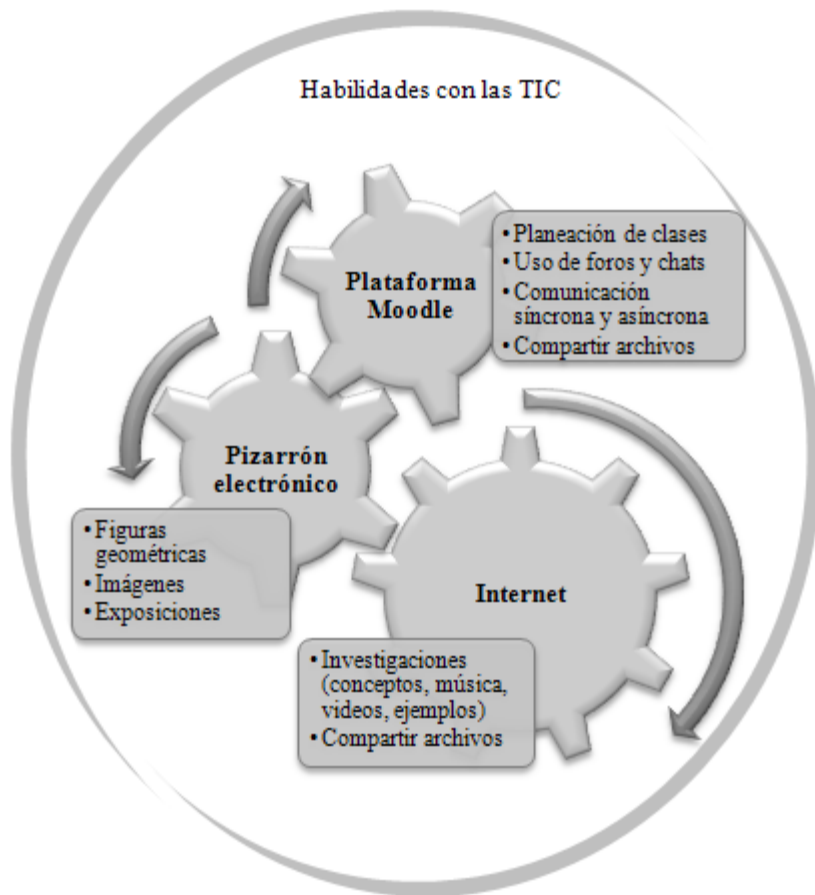 Habilidades con las TIC
Plataforma
Moodle
• Planeación de clases
• Uso de foros y chats
• Comunicación
síncrona y asíncrona
• Compartir archivos
Pizarrón
electrónico
• Figuras
geométricas
• Imágenes
• Exposiciones
Internet
• Investigaciones
(conceptos, música,
videos, ejemplos)
• Compartir archivos